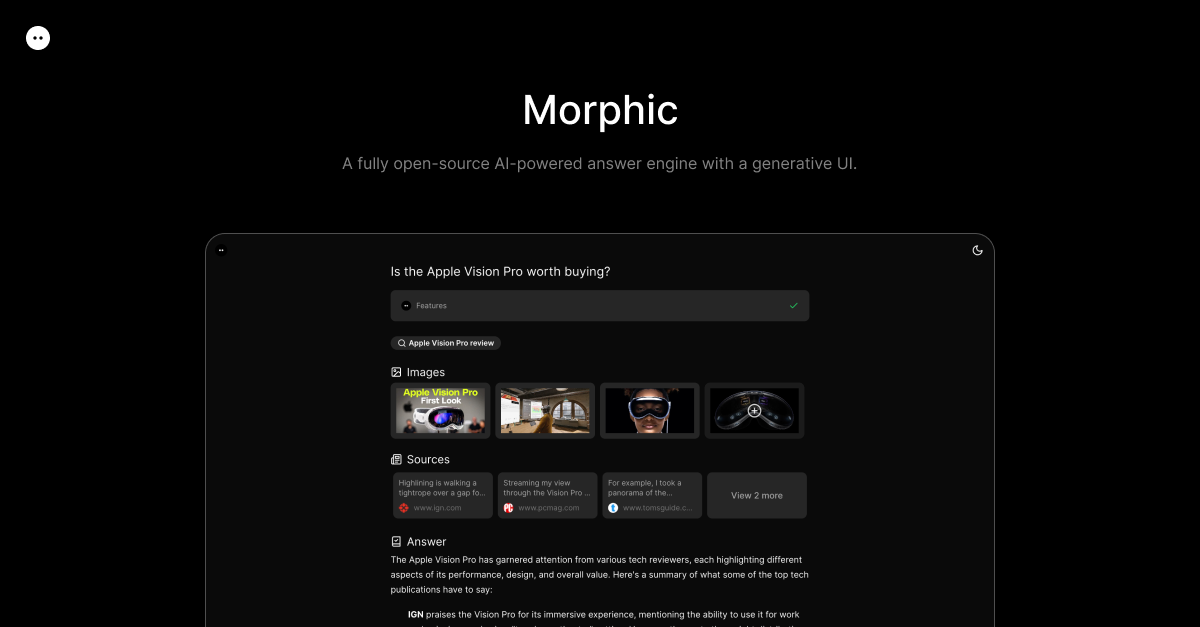 Morphic
A fully open-source AI-powered answer engine with a generative UI.
Is the Apple Vision Pro worth buying?
Features
Apple Vision Pro review
Images
Apple Vision Pro
First Look
Sources
Highlining is walking a
tightrope over a gap fo...
www.ign.com
Streaming my view
through the Vision Pro ...
PC
www.pcmag.com
For example, I took a
panorama of the...
www.tomsguide.c...
View 2 more
Answer
The Apple Vision Pro has garnered attention from various tech reviewers, each highlighting different
aspects of its performance, design, and overall value. Here's a summary of what some of the top tech
publications have to say:
IGN praises the Vision Pro for its immersive experience, mentioning the ability to use it for work